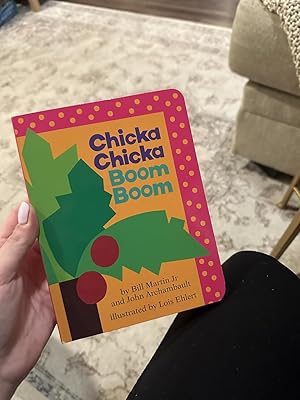 Chicka
Chicka
Boom
Boom
by Bill Martin Jr
and John Archambault
illustrated by Lois Ehlert